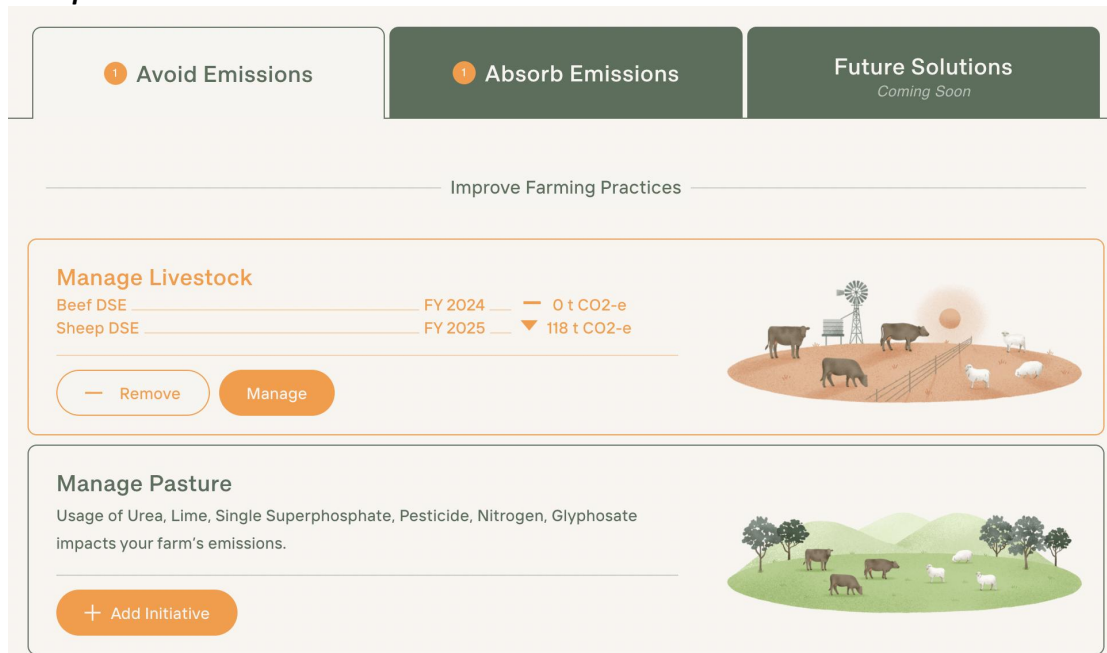 1 Avoid Emissions
1 Absorb Emissions
Future Solutions
Coming Soon
Improve Farming Practices
Manage Livestock
Beef DSE FY 2024 0 t CO2-e
Sheep DSE FY 2025 ▼ 118 t CO2-e
— Remove
Manage
Manage Pasture
Usage of Urea, Lime, Single Superphosphate, Pesticide, Nitrogen, Glyphosate
impacts your farm's emissions.
+ Add Initiative